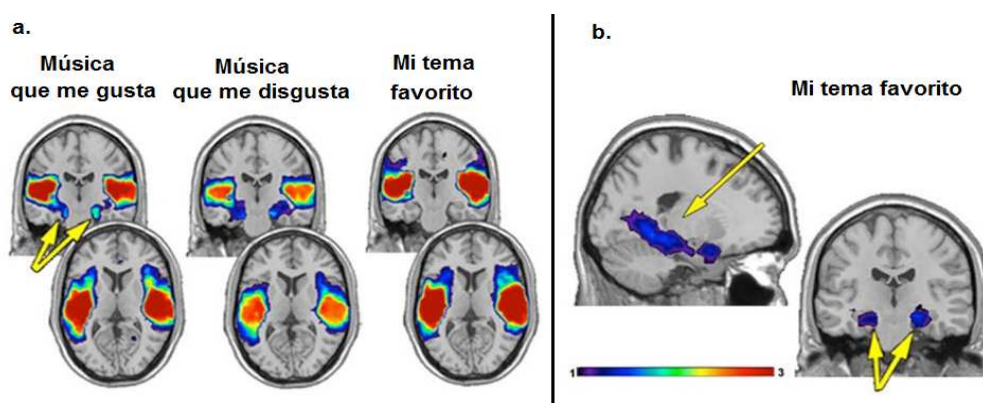 a.
Música
que me gusta
Música
que me disgusta
Mi tema
favorito
b.
Mi tema favorito
1 3